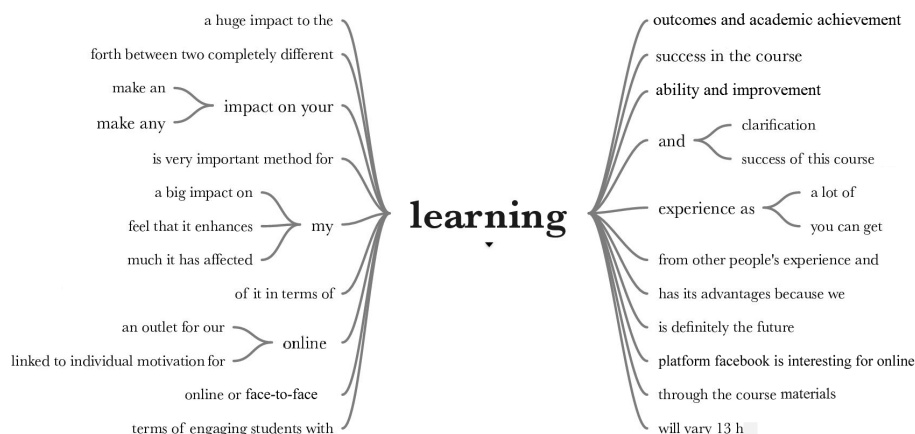 a huge impact to the
forth between two completely different
make an
impact on your
make any
is very important method for
a big impact on
feel that it enhances
my
much it has affected
of it in terms of
an outlet for our
online
linked to individual motivation for
online or face-to-face
terms of engaging students with
learning
outcomes and academic achievement
success in the course
ability and improvement
and
clarification
success of this course
experience as
a lot of
you can get
from other people's experience and
has its advantages because we
is definitely the future
platform facebook is interesting for online
through the course materials
will vary 13 h